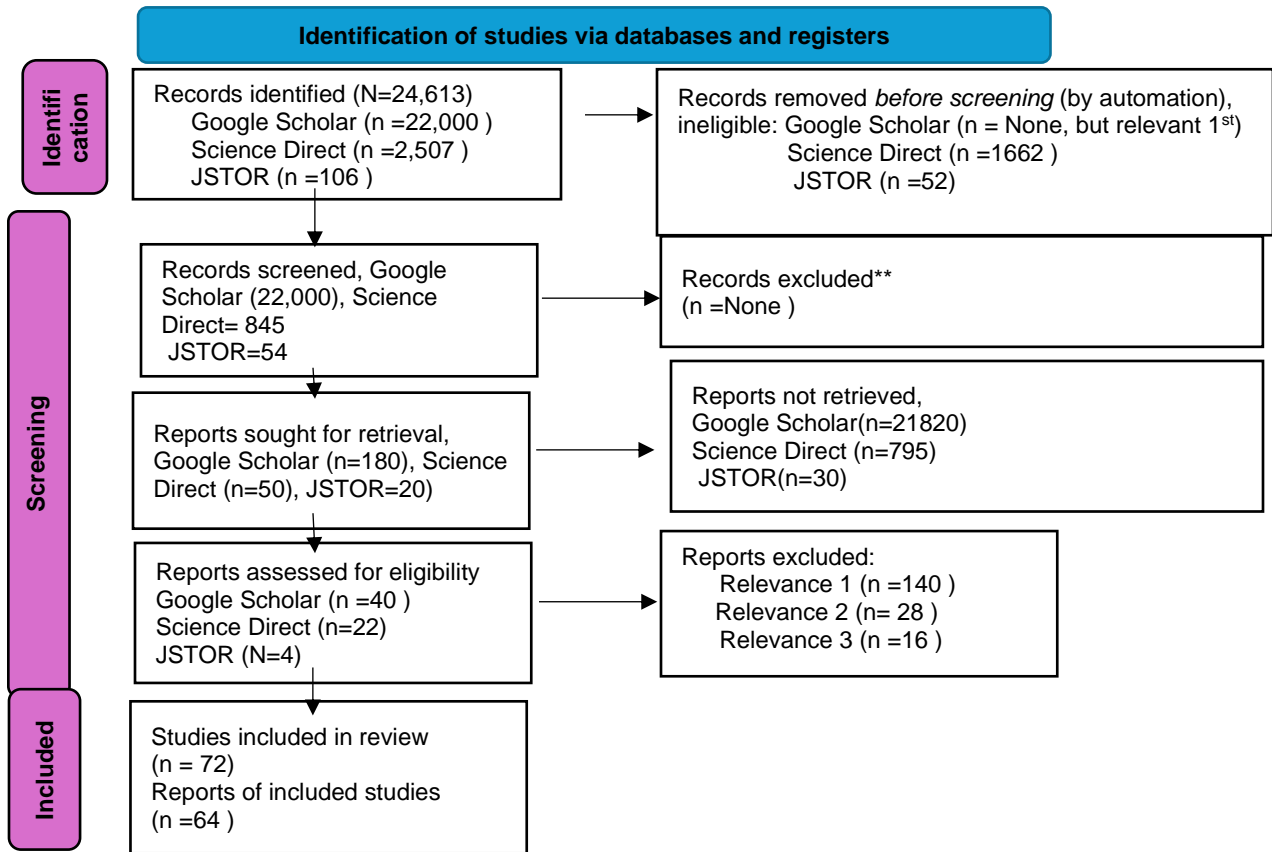 Identification of studies via databases and registers
Identifi
cation
Records identified (N=24,613)
Google Scholar (n =22,000 )
Science Direct (n =2,507 )
JSTOR (n =106 )
Records removed before screening (by automation),
ineligible: Google Scholar (n = None, but relevant 1st)
Science Direct (n =1662 )
JSTOR (n =52)
Screening
Records screened, Google
Scholar (22,000), Science
Direct= 845
JSTOR=54
Records excluded**
(n =None )
Reports sought for retrieval,
Google Scholar (n=180), Science
Direct (n=50), JSTOR=20)
Reports not retrieved,
Google Scholar(n=21820)
Science Direct (n=795)
JSTOR(n=30)
Reports assessed for eligibility
Google Scholar (n =40 )
Science Direct (n=22)
JSTOR (N=4)
Reports excluded:
Relevance 1 (n =140 )
Relevance 2 (n= 28 )
Relevance 3 (n =16 )
Included
Studies included in review
(n = 72)
Reports of included studies
(n =64 )